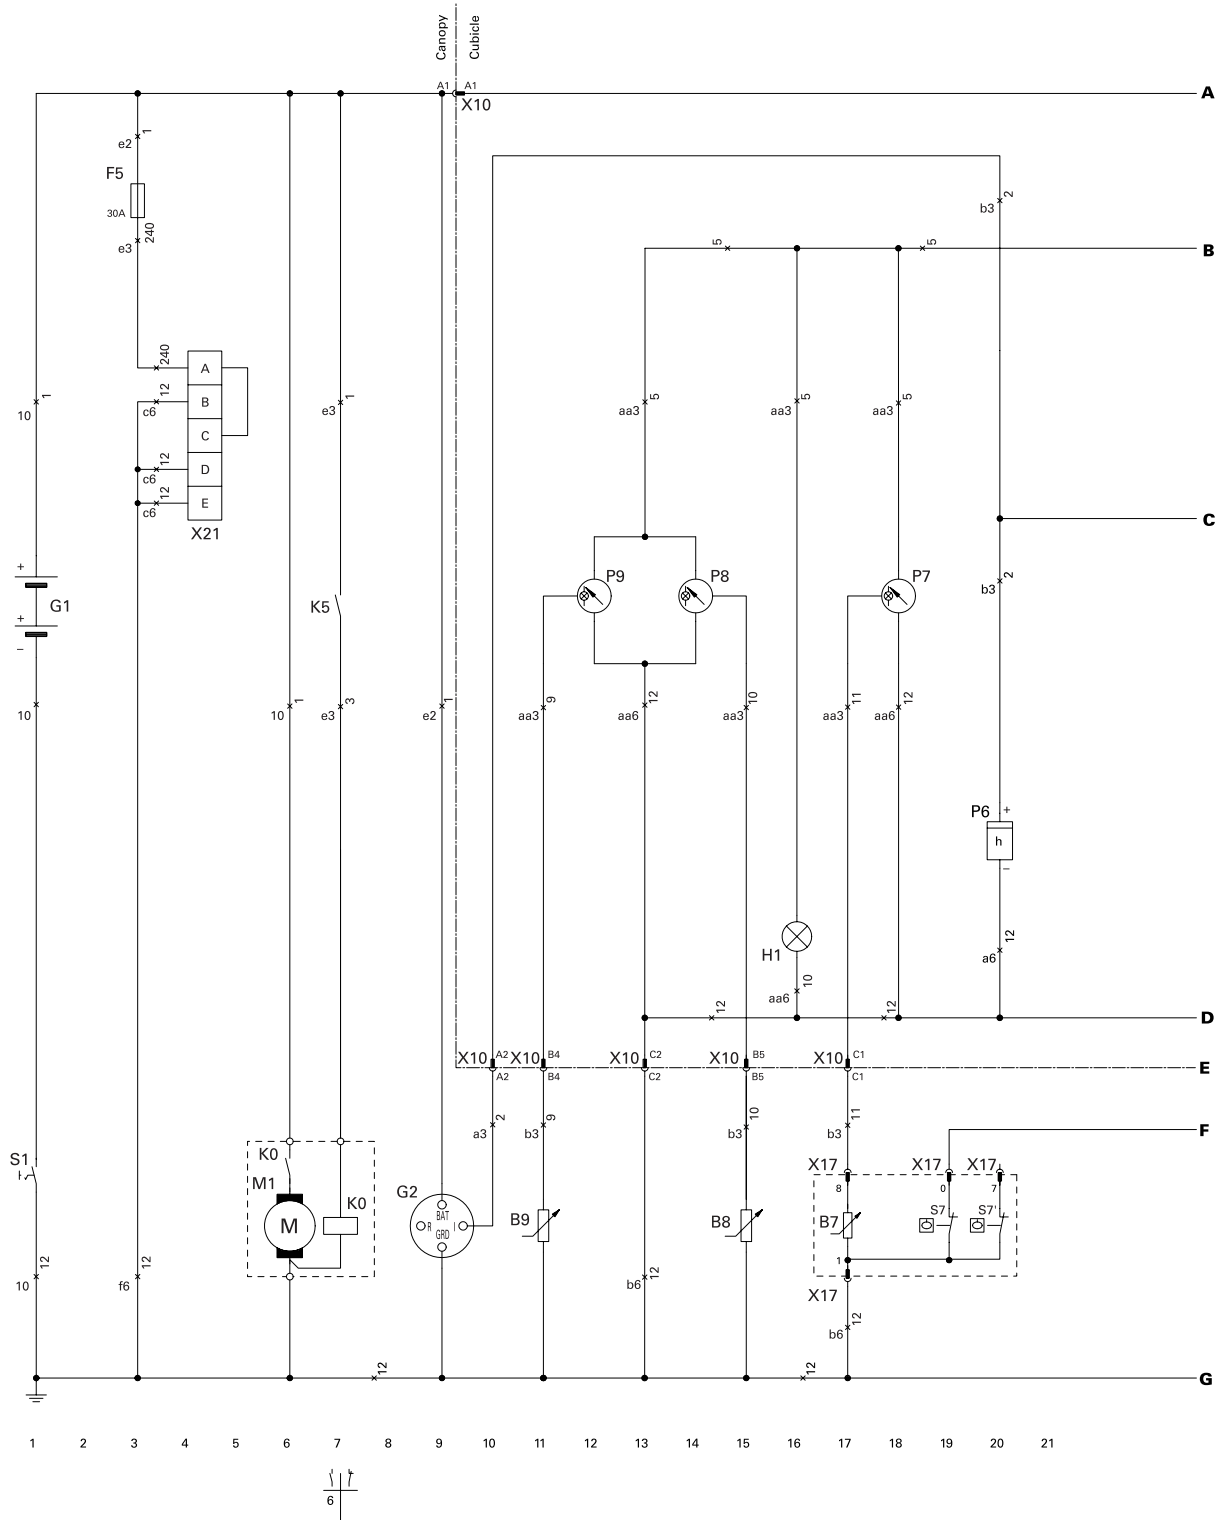 Canopy
Cubicle
A1 A1
X10
A
1
e2
F5
30A
240
e3
2
b3
5 5
B
240
A
12
B
c6
C
12
D
c6
12
E
c6
X21
1
10
1
e3
5
aa3
5
aa3
5
aa3
C
+
+
−
G1
K5
P9 P8 P7
2
b3
10
1
10
3
e3
1
e2
9
aa3
12
aa6
10
aa3
11
aa3
12
aa6
P6 +
h
−
H1
10
aa6
12
a6
12 12
D
X10 A2 X10 B4 X10 C2 X10 B5 X10 C1
A2 B4 C2 B5 C1
E
2
a3
9
b3
10
b3
11
b3
F
S1
K0
M1
M
K0
G2
BAT
R I
GRD
B9
B8
X17 X17 X17
8 0 7
B7
S7 S7'
1
X17
12
10
12
f6
12
b6
12
b6
12 12
G
1 2 3 4 5 6 7 8 9 10 11 12 13 14 15 16 17 18 19 20 21
6